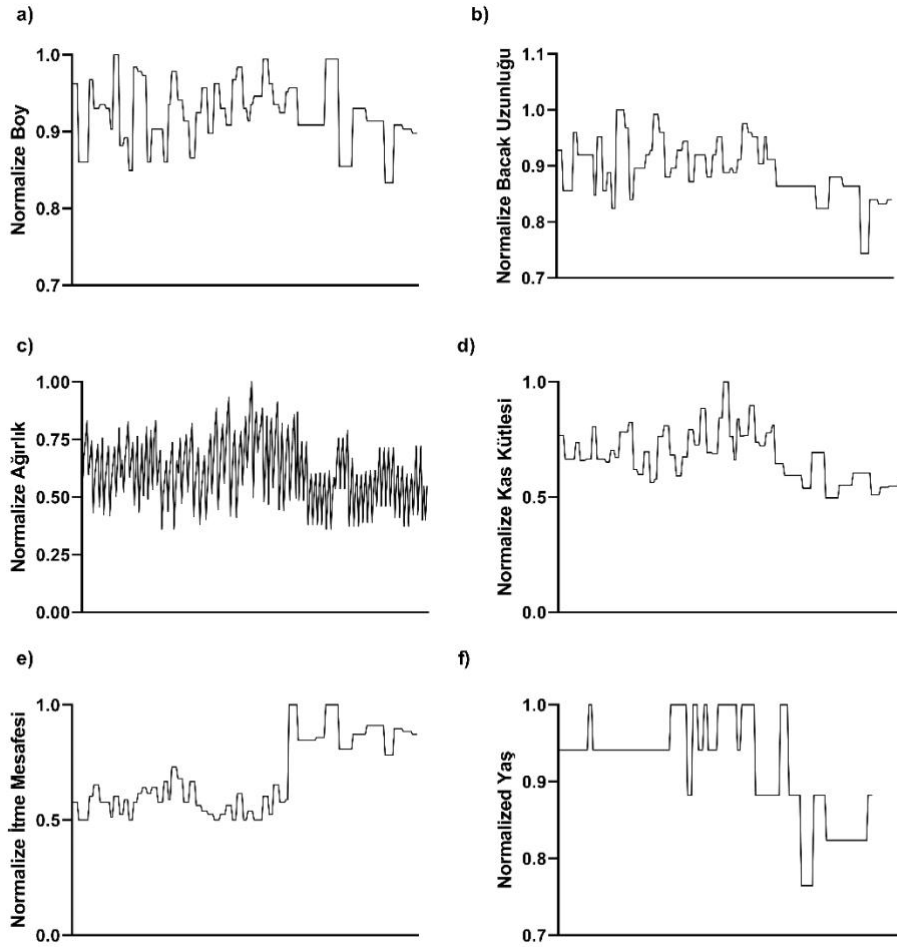 a)
Normalize Boy
1.0
0.9
0.8
0.7
b)
Normalize Bacak Uzunluğu
1.1
1.0
0.9
0.8
0.7
c)
Normalize Ağırlık
1.00
0.75
0.50
0.25
0.00
d)
Normalize Kas Kütlesi
1.0
0.5
0.0
e)
Normalize İtme Mesafesi
1.0
0.5
0.0
f)
Normalized Yaş
1.0
0.9
0.8
0.7